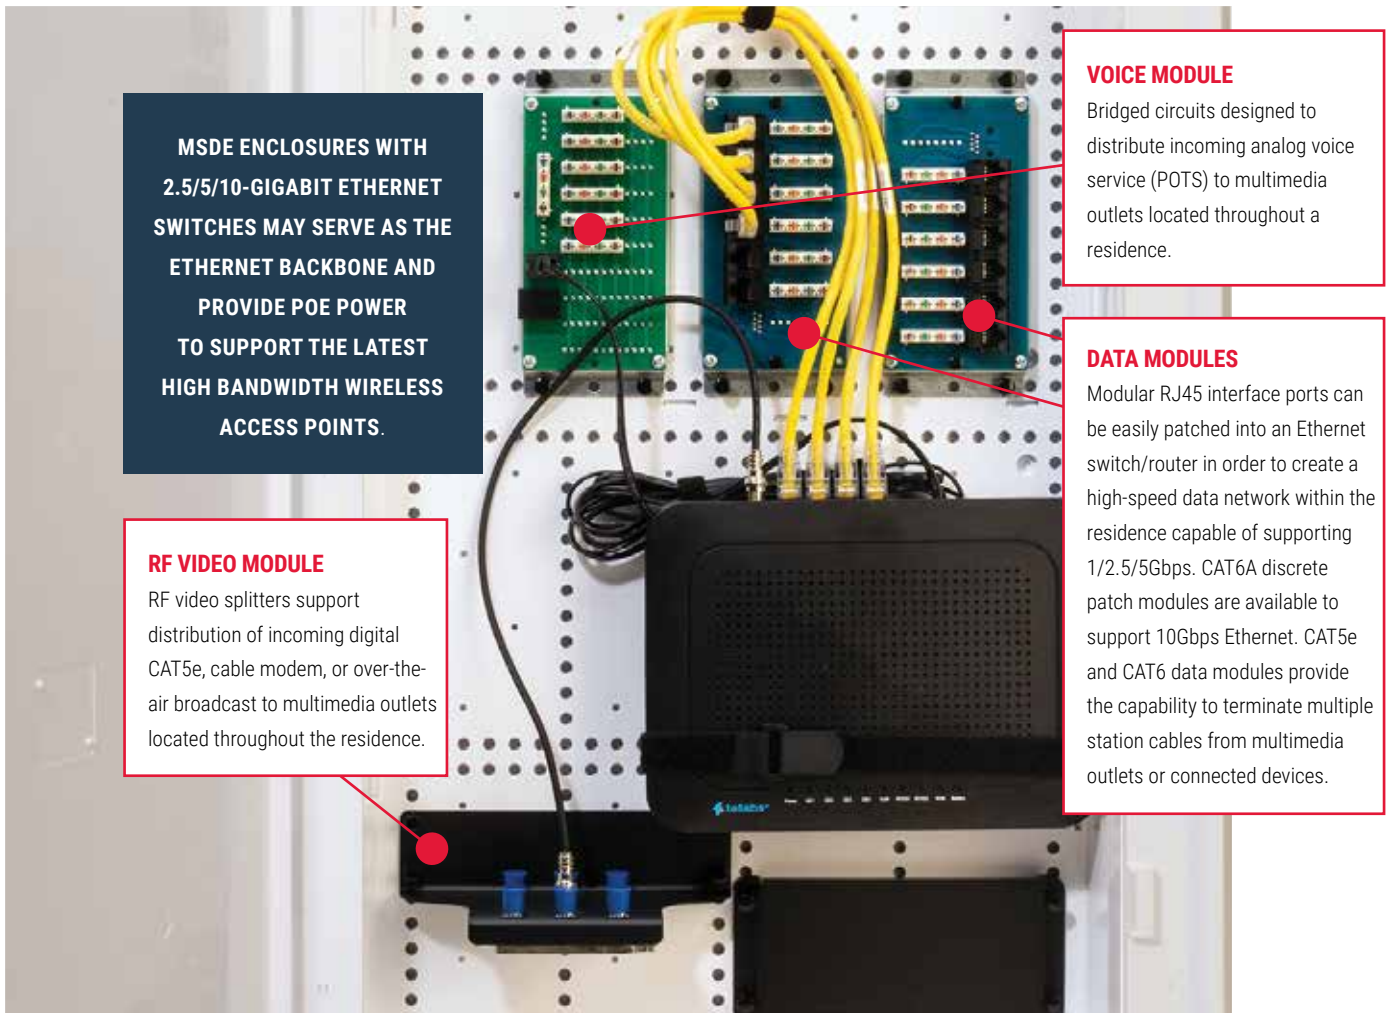 MSDE ENCLOSURES WITH
2.5/5/10-GIGABIT ETHERNET
SWITCHES MAY SERVE AS THE
ETHERNET BACKBONE AND
PROVIDE POE POWER
TO SUPPORT THE LATEST
HIGH BANDWIDTH WIRELESS
ACCESS POINTS.
VOICE MODULE
Bridged circuits designed to
distribute incoming analog voice
service (POTS) to multimedia
outlets located throughout a
residence.
DATA MODULES
Modular RJ45 interface ports can
be easily patched into an Ethernet
switch/router in order to create a
high-speed data network within the
residence capable of supporting
1/2.5/5Gbps. CAT6A discrete
patch modules are available to
support 10Gbps Ethernet. CAT5e
and CAT6 data modules provide
the capability to terminate multiple
station cables from multimedia
outlets or connected devices.
RF VIDEO MODULE
RF video splitters support
distribution of incoming digital
CAT5e, cable modem, or over-the-
air broadcast to multimedia outlets
located throughout the residence.